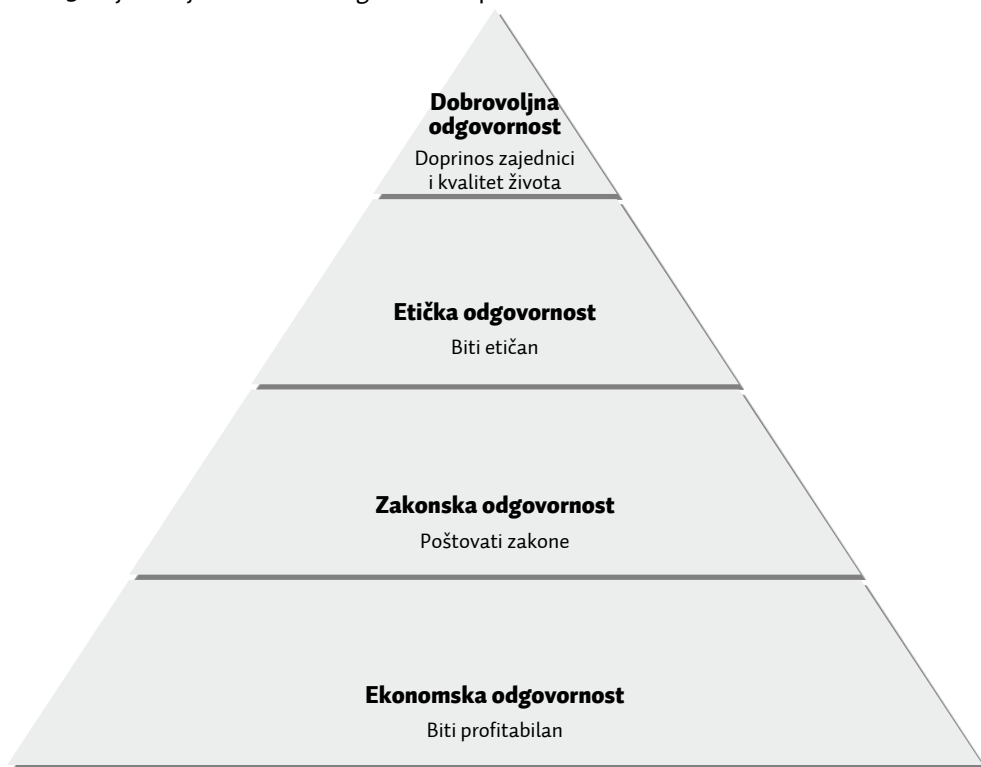 Dobrovoljna
odgovornost
Doprinos zajednici
i kvalitet života
Etička odgovornost
Biti etičan
Zakonska odgovornost
Poštovati zakone
Ekonomska odgovornost
Biti profitabilan